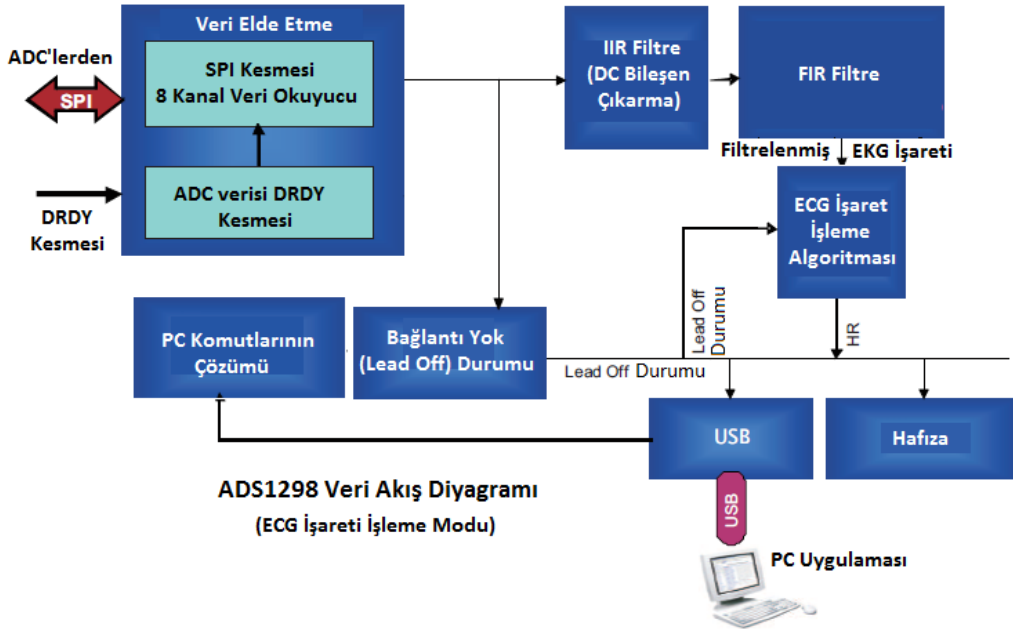 Veri Elde Etme
ADC'lerden
SPI
SPI Kesmesi
8 Kanal Veri Okuyucu
ADC verisi DRDY
Kesmesi
DRDY
Kesmesi
IIR Filtre
(DC Bileşen
Çıkarma)
FIR Filtre
Filtrelenmiş EKG İşareti
ECG İşaret
İşleme
Algoritması
Lead Off
Durumu
HR
PC Komutlarının
Çözümü
Bağlantı Yok
(Lead Off) Durumu
Lead Off Durumu
USB
Hafıza
ADS1298 Veri Akış Diyagramı
(ECG İşareti İşleme Modu)
USB
PC Uygulaması